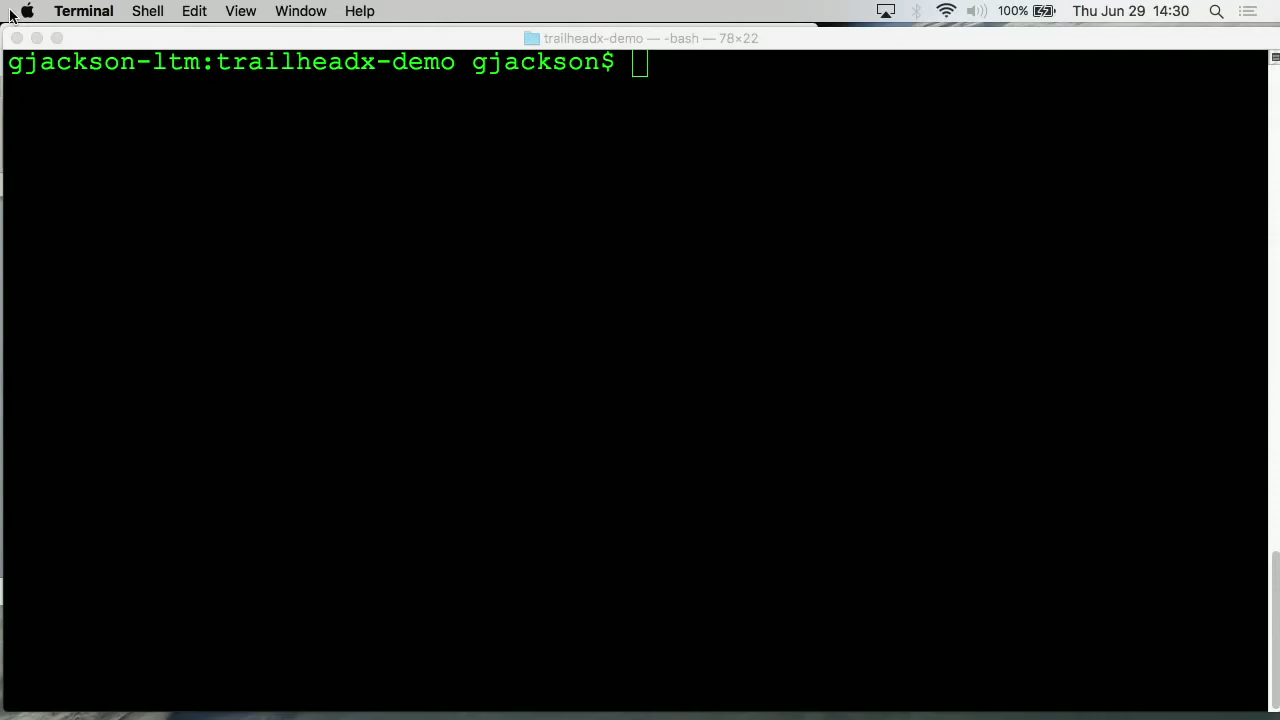 Terminal Shell Edit View Window Help 100% Thu Jun 29 14:30
trailheadx-demo — -bash — 78×22
gjackson-ltm:trailheadx-demo gjackson$